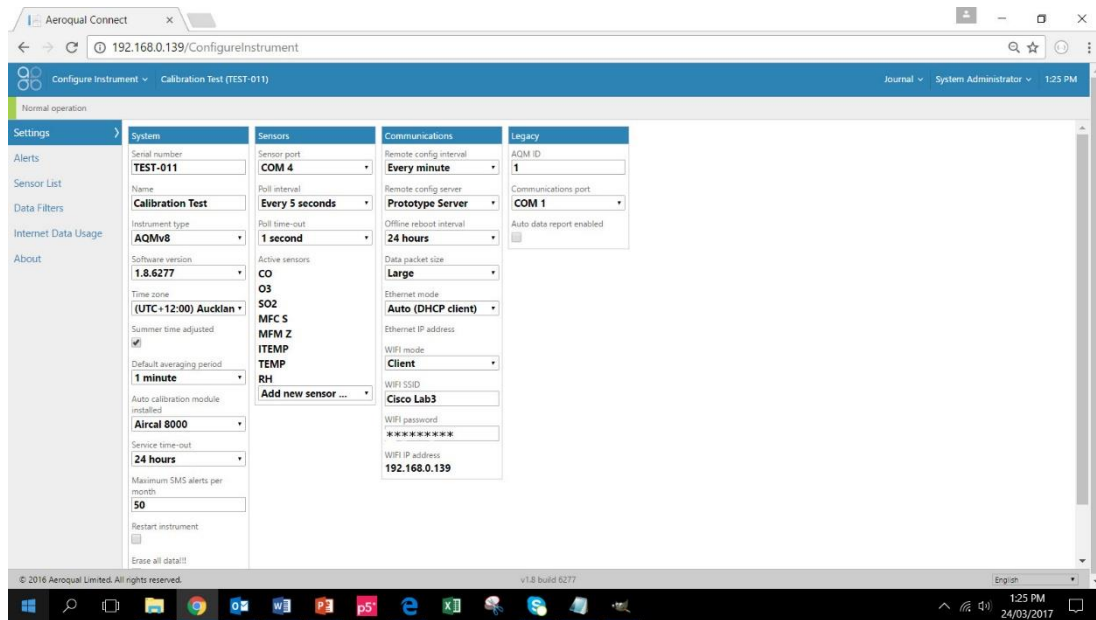 Aeroqual Connect
192.168.0.139/ConfigureInstrument
Configure Instrument
Calibration Test (TEST-011)
Journal
System Administrator
1:25 PM
Normal operation
Settings
Alerts
Sensor List
Data Filters
Internet Data Usage
About
System
Serial number
TEST-011
Name
Calibration Test
Instrument type
AQMv8
Software version
1.8.6277
Time zone
(UTC+12:00) Aucklan
Summer time adjusted
Default averaging period
1 minute
Auto calibration module
installed
Aircal 8000
Service time-out
24 hours
Maximum SMS alerts per
month
50
Restart instrument
Erase all data!!!
Sensors
Sensor port
COM 4
Poll interval
Every 5 seconds
Poll time-out
1 second
Active sensors
CO
O3
SO2
MFC S
MFM Z
ITEMP
TEMP
RH
Add new sensor ...
Communications
Remote config interval
Every minute
Remote config server
Prototype Server
Offline reboot interval
24 hours
Data packet size
Large
Ethernet mode
Auto (DHCP client)
Ethernet IP address
WIFI mode
Client
WIFI SSID
Cisco Lab3
WIFI password
*********
WIFI IP address
192.168.0.139
Legacy
AQM ID
1
Communications port
COM 1
Auto data report enabled
© 2016 Aeroqual Limited. All rights reserved.
v1.8 build 6277
English
p5*
1:25 PM
24/03/2017